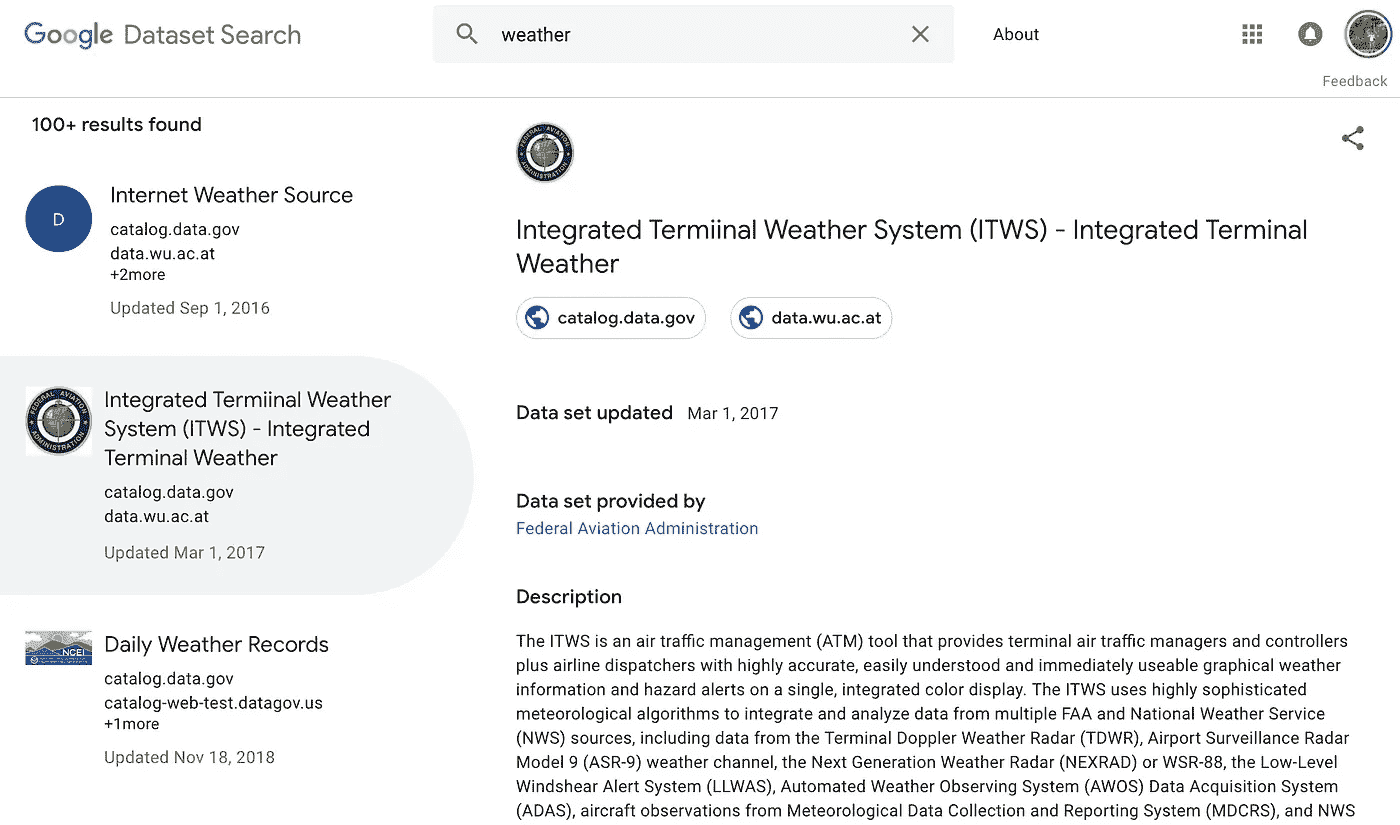 Google Dataset Search
weather
About
Feedback
100+ results found
D
Internet Weather Source
catalog.data.gov
data.wu.ac.at
+2more
Updated Sep 1, 2016
FEDERAL AVIATION
ADMINISTRATION
Integrated Termiinal Weather
System (ITWS) - Integrated
Terminal Weather
catalog.data.gov
data.wu.ac.at
Updated Mar 1, 2017
NCEI
Daily Weather Records
catalog.data.gov
catalog-web-test.datagov.us
+1more
Updated Nov 18, 2018
FEDERAL AVIATION
ADMINISTRATION
Integrated Termiinal Weather System (ITWS) - Integrated Terminal
Weather
catalog.data.gov
data.wu.ac.at
Data set updated Mar 1, 2017
Data set provided by
Federal Aviation Administration
Description
The ITWS is an air traffic management (ATM) tool that provides terminal air traffic managers and controllers
plus airline dispatchers with highly accurate, easily understood and immediately useable graphical weather
information and hazard alerts on a single, integrated color display. The ITWS uses highly sophisticated
meteorological algorithms to integrate and analyze data from multiple FAA and National Weather Service
(NWS) sources, including data from the Terminal Doppler Weather Radar (TDWR), Airport Surveillance Radar
Model 9 (ASR-9) weather channel, the Next Generation Weather Radar (NEXRAD) or WSR-88, the Low-Level
Windshear Alert System (LLWAS), Automated Weather Observing System (AWOS) Data Acquisition System
(ADAS), aircraft observations from Meteorological Data Collection and Reporting System (MDCRS), and NWS